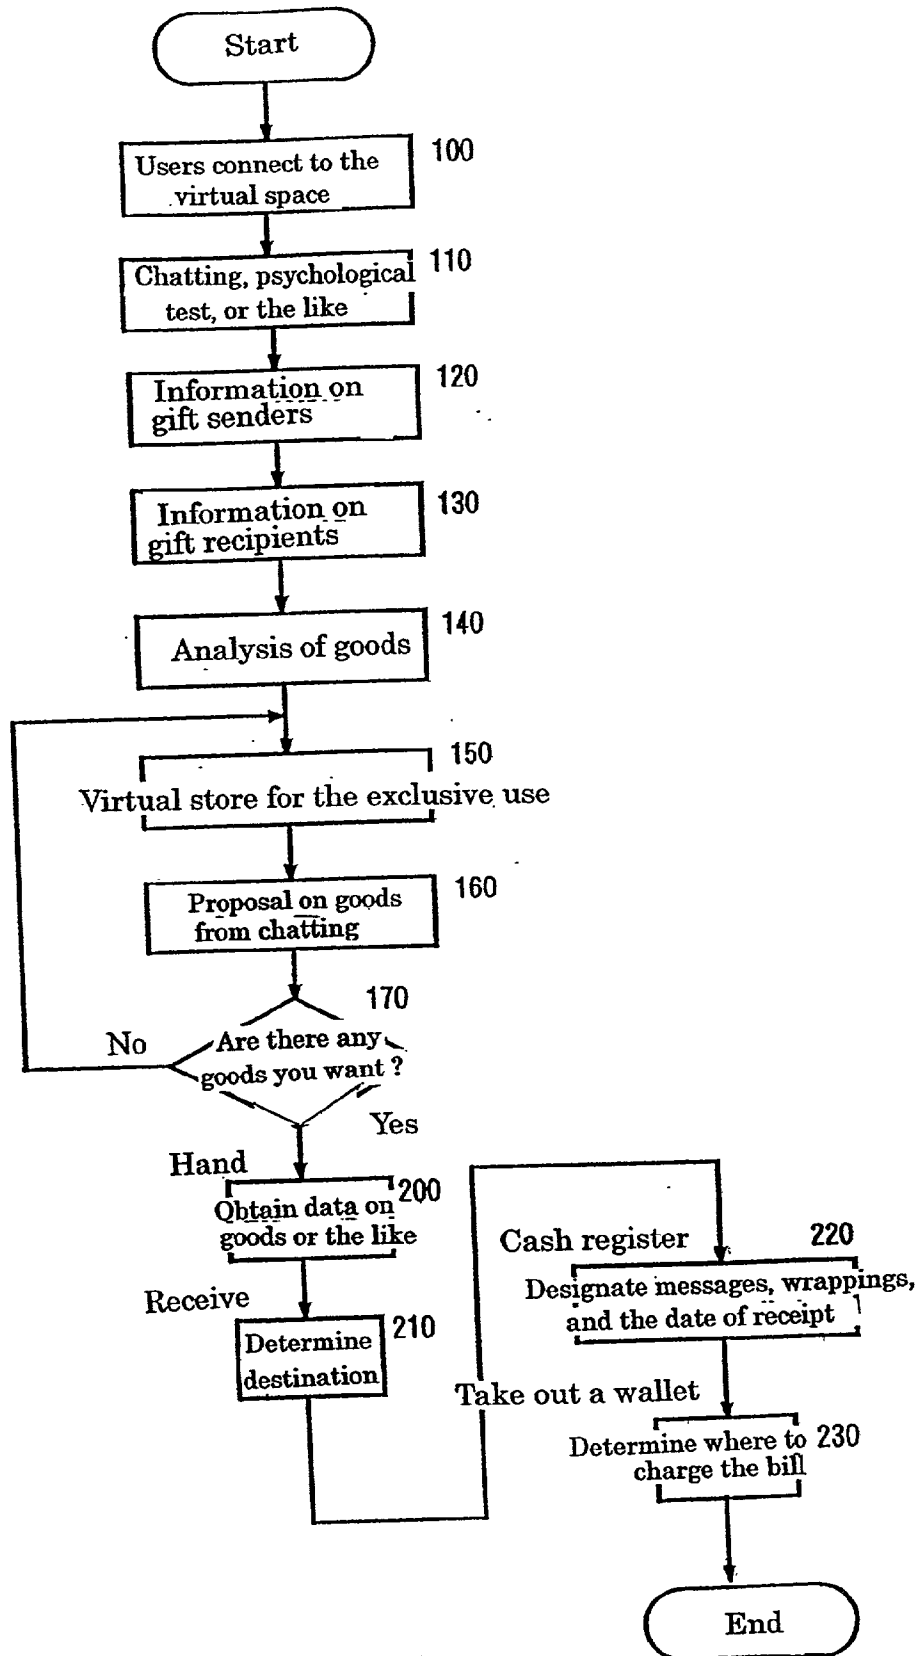 Start
100
Users connect to the
virtual space
110
Chatting, psychological
test, or the like
120
Information on
gift senders
130
Information on
gift recipients
140
Analysis of goods
150
Virtual store for the exclusive use
160
Proposal on goods
from chatting
170
Are there any
goods you want ?
No
Yes
Hand
200
Qbtain data on
goods or the like
Receive
210
Determine
destination
Cash register
220
Designate messages, wrappings,
and the date of receipt
Take out a wallet
Determine where to 230
charge the bill
End